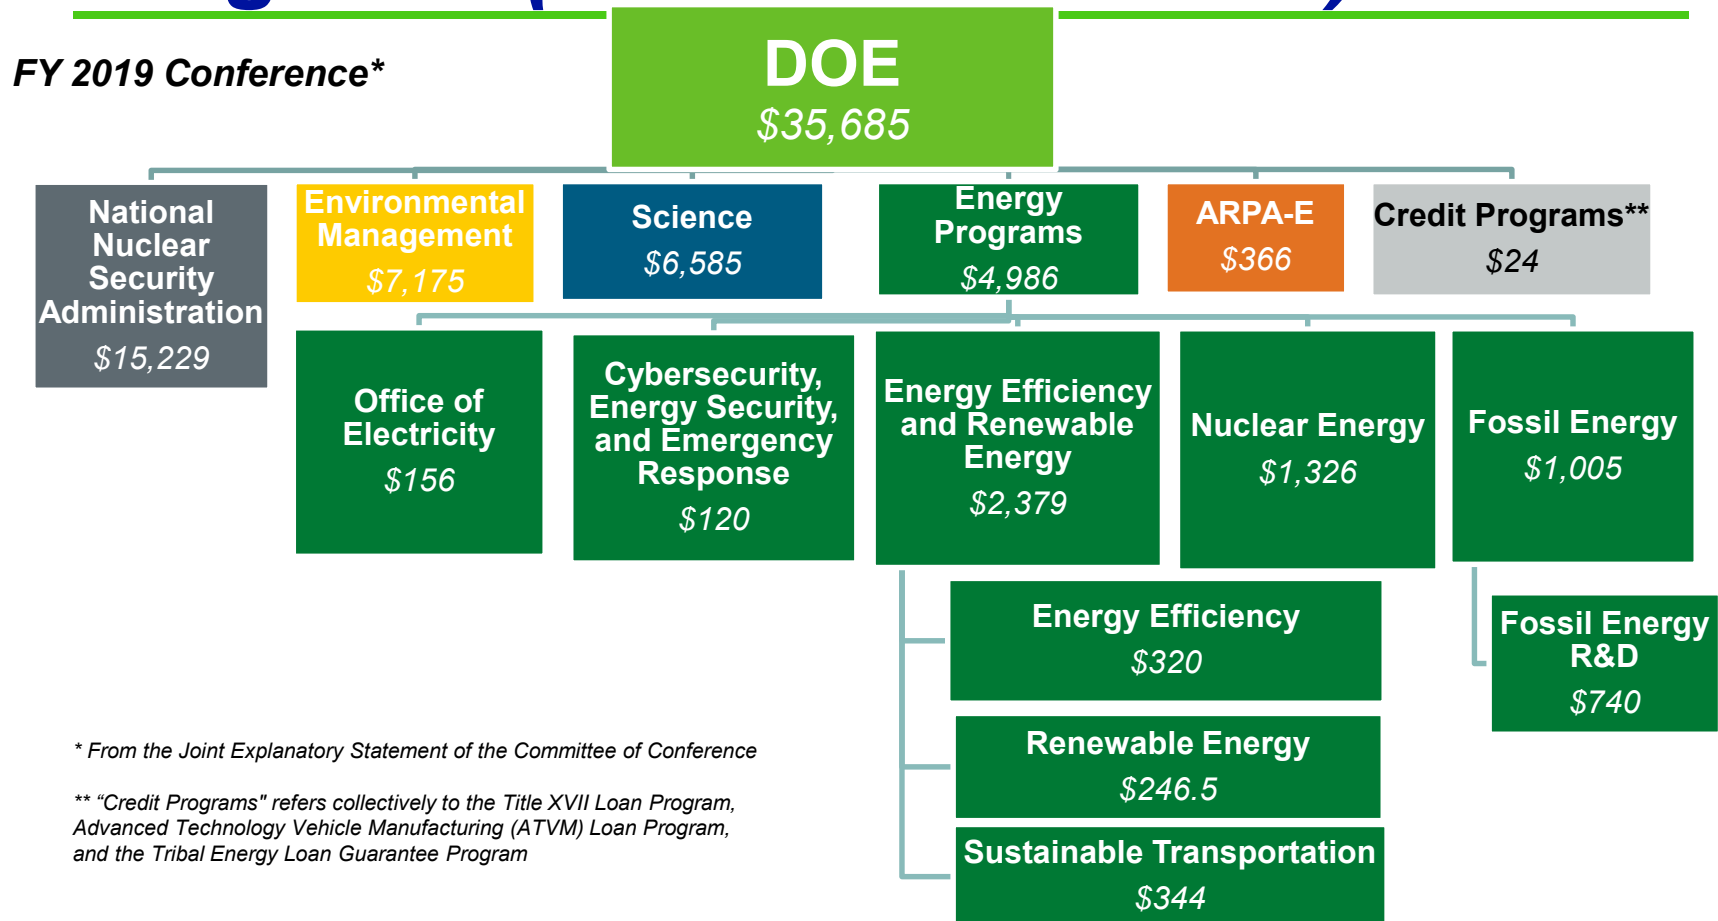 FY 2019 Conference*
DOE
$35,685
National
Nuclear
Security
Administration
$15,229
Environmental
Management
$7,175
Science
$6,585
Energy
Programs
$4,986
ARPA-E
$366
Credit Programs**
$24
Office of
Electricity
$156
Cybersecurity,
Energy Security,
and Emergency
Response
$120
Energy Efficiency
and Renewable
Energy
$2,379
Nuclear Energy
$1,326
Fossil Energy
$1,005
Energy Efficiency
$320
Renewable Energy
$246.5
Sustainable Transportation
$344
Fossil Energy
R&D
$740
* From the Joint Explanatory Statement of the Committee of Conference
** “Credit Programs" refers collectively to the Title XVII Loan Program,
Advanced Technology Vehicle Manufacturing (ATVM) Loan Program,
and the Tribal Energy Loan Guarantee Program